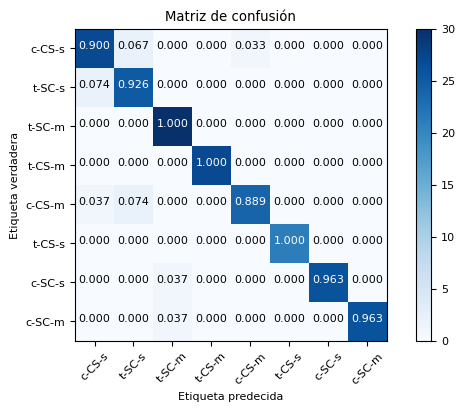 Matriz de confusión
c-CS-s 0.900 0.067 0.000 0.000 0.033 0.000 0.000 0.000
t-SC-s 0.074 0.926 0.000 0.000 0.000 0.000 0.000 0.000
t-SC-m 0.000 0.000 1.000 0.000 0.000 0.000 0.000 0.000
t-CS-m 0.000 0.000 0.000 1.000 0.000 0.000 0.000 0.000
c-CS-m 0.037 0.074 0.000 0.000 0.889 0.000 0.000 0.000
t-CS-s 0.000 0.000 0.000 0.000 0.000 1.000 0.000 0.000
c-SC-s 0.000 0.000 0.037 0.000 0.000 0.000 0.963 0.000
c-SC-m 0.000 0.000 0.037 0.000 0.000 0.000 0.000 0.963
c-CS-s t-SC-s t-SC-m t-CS-m c-CS-m t-CS-s c-SC-s c-SC-m
Etiqueta predecida
Etiqueta verdadera
30
25
20
15
10
5
0